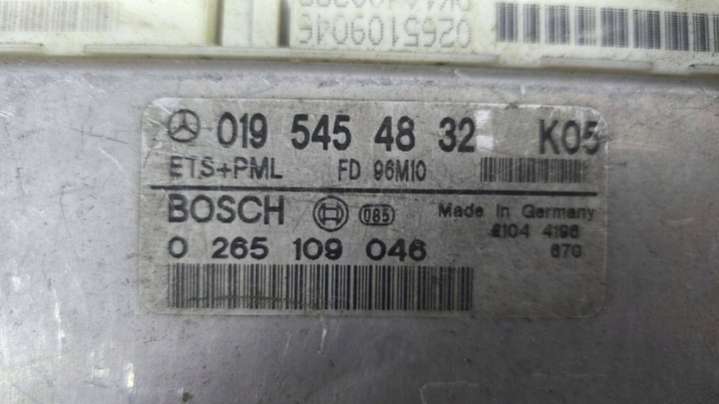 0265109046
019 545 48 32 K05
ETS+PML FD 96M10
BOSCH 085 Made in Germany
0 265 109 046 670